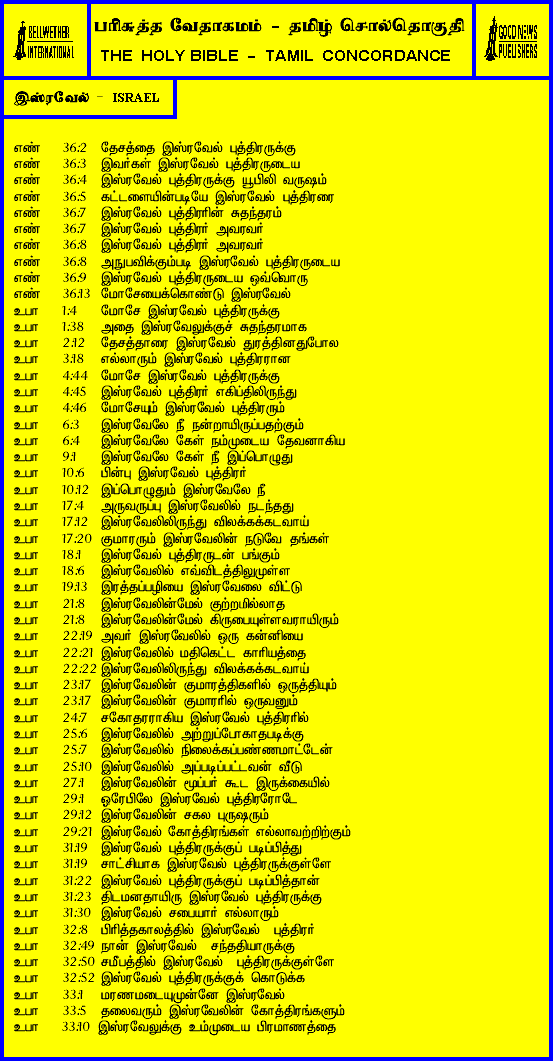 BELLWETHER INTERNATIONAL
பரிசுத்த வேதாகமம் - தமிழ் சொல்தொகுதி
THE HOLY BIBLE - TAMIL CONCORDANCE
GOOD NEWS PUBLISHERS
இஸ்ரவேல் - ISRAEL
எண் 36:2 தேசத்தை இஸ்ரவேல் புத்திரருக்கு
எண் 36:3 இவர்கள் இஸ்ரவேல் புத்திரருடைய
எண் 36:4 இஸ்ரவேல் புத்திரருக்கு யூபிலி வருஷம்
எண் 36:5 கட்டளையின்படியே இஸ்ரவேல் புத்திரரை
எண் 36:7 இஸ்ரவேல் புத்திரரின் சுதந்தரம்
எண் 36:7 இஸ்ரவேல் புத்திரர் அவரவர்
எண் 36:8 இஸ்ரவேல் புத்திரர் அவரவர்
எண் 36:8 அநுபவிக்கும்படி இஸ்ரவேல் புத்திரருடைய
எண் 36:9 இஸ்ரவேல் புத்திரருடைய ஒவ்வொரு
எண் 36:13 மோசேயைக்கொண்டு இஸ்ரவேல்
உபா 1:4 மோசே இஸ்ரவேல் புத்திரருக்கு
உபா 1:38 அதை இஸ்ரவேலுக்குச் சுதந்தரமாக
உபா 2:12 தேசத்தாரை இஸ்ரவேல் துரத்தினதுபோல
உபா 3:18 எல்லாரும் இஸ்ரவேல் புத்திரரான
உபா 4:44 மோசே இஸ்ரவேல் புத்திரருக்கு
உபா 4:45 இஸ்ரவேல் புத்திரர் எகிப்திலிருந்து
உபா 4:46 மோசேயும் இஸ்ரவேல் புத்திரரும்
உபா 6:3 இஸ்ரவேலே நீ நன்றாயிருப்பதற்கும்
உபா 6:4 இஸ்ரவேலே கேள் நம்முடைய தேவனாகிய
உபா 9:1 இஸ்ரவேலே கேள் நீ இப்பொழுது
உபா 10:6 பின்பு இஸ்ரவேல் புத்திரர்
உபா 10:12 இப்பொழுதும் இஸ்ரவேலே நீ
உபா 17:4 அருவருப்பு இஸ்ரவேலில் நடந்தது
உபா 17:12 இஸ்ரவேலிலிருந்து விலக்கக்கடவாய்
உபா 17:20 குமாரரும் இஸ்ரவேலின் நடுவே தங்கள்
உபா 18:1 இஸ்ரவேல் புத்திரருடன் பங்கும்
உபா 18:6 இஸ்ரவேலில் எவ்விடத்திலுமுள்ள
உபா 19:13 இரத்தப்பழியை இஸ்ரவேலை விட்டு
உபா 21:8 இஸ்ரவேலின்மேல் குற்றமில்லாத
உபா 21:8 இஸ்ரவேலின்மேல் கிருபையுள்ளவராயிரும்
உபா 22:19 அவர் இஸ்ரவேலில் ஒரு கன்னியை
உபா 22:21 இஸ்ரவேலில் மதிகெட்ட காரியத்தை
உபா 22:22 இஸ்ரவேலிலிருந்து விலக்கக்கடவாய்
உபா 23:17 இஸ்ரவேலின் குமாரத்திகளில் ஒருத்தியும்
உபா 23:17 இஸ்ரவேலின் குமாரரில் ஒருவனும்
உபா 24:7 சகோதரராகிய இஸ்ரவேல் புத்திரரில்
உபா 25:6 இஸ்ரவேலில் அற்றுப்போகாதபடிக்கு
உபா 25:7 இஸ்ரவேலில் நிலைக்கப்பண்ணமாட்டேன்
உபா 25:10 இஸ்ரவேலில் அப்படிப்பட்டவன் வீடு
உபா 27:1 இஸ்ரவேலின் மூப்பர் கூட இருக்கையில்
உபா 29:1 ஓரேபிலே இஸ்ரவேல் புத்திரரோடே
உபா 29:12 இஸ்ரவேலின் சகல புருஷரும்
உபா 29:21 இஸ்ரவேல் கோத்திரங்கள் எல்லாவற்றிற்கும்
உபா 31:19 இஸ்ரவேல் புத்திரருக்குப் படிப்பித்து
உபா 31:19 சாட்சியாக இஸ்ரவேல் புத்திரருக்குள்ளே
உபா 31:22 இஸ்ரவேல் புத்திரருக்குப் படிப்பித்தான்
உபா 31:23 திடமனதாயிரு இஸ்ரவேல் புத்திரருக்கு
உபா 31:30 இஸ்ரவேல் சபையார் எல்லாரும்
உபா 32:8 பிரித்தகாலத்தில் இஸ்ரவேல் புத்திரர்
உபா 32:49 நான் இஸ்ரவேல் சந்ததியாருக்கு
உபா 32:50 சமீபத்தில் இஸ்ரவேல் புத்திரருக்குள்ளே
உபா 32:52 இஸ்ரவேல் புத்திரருக்குக் கொடுக்க
உபா 33:1 மரணமடையுமுன்னே இஸ்ரவேல்
உபா 33:5 தலைவரும் இஸ்ரவேலின் கோத்திரங்களும்
உபா 33:10 இஸ்ரவேலுக்கு உம்முடைய பிரமாணத்தை